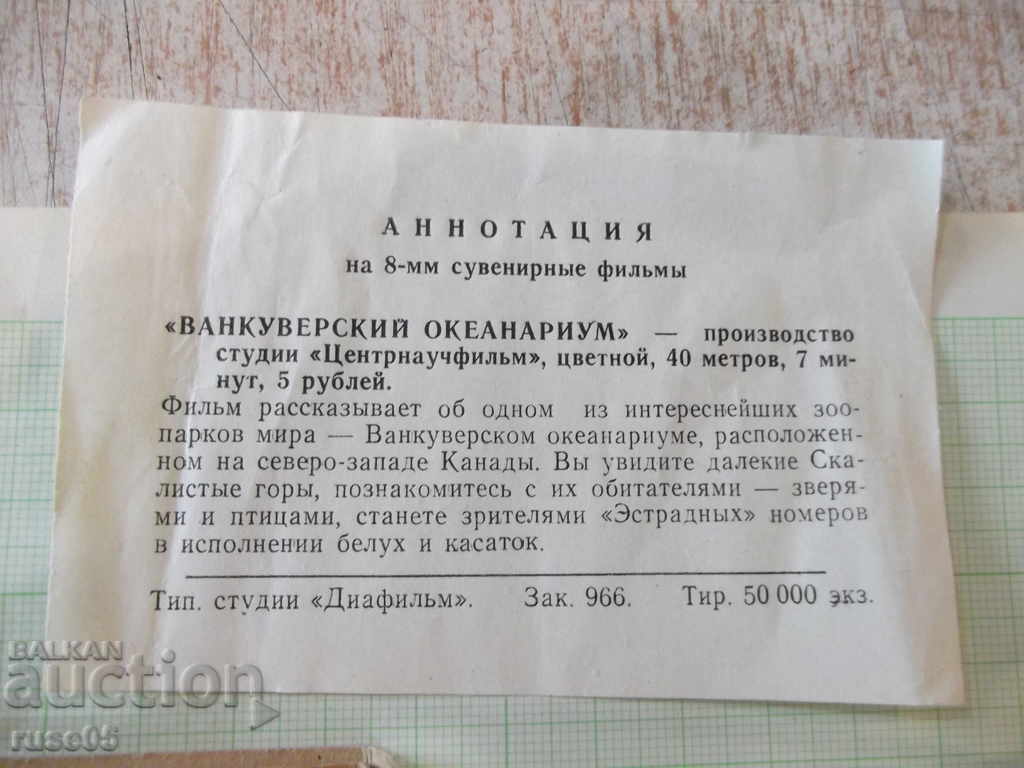 АННОТАЦИЯ
на 8-мм сувенирные фильмы
«ВАНКУВЕРСКИЙ ОКЕАНАРИУМ» — производство
студии «Центрнаучфильм», цветной, 40 метров, 7 ми-
нут, 5 рублей.
Фильм рассказывает об одном из интереснейших зоо-
парков мира — Ванкуверском океанариуме, расположен-
ном на северо-западе Канады. Вы увидите далекие Ска-
листые горы, познакомитесь с их обитателями — зверя-
ми и птицами, станете зрителями «Эстрадных» номеров
в исполнении белух и касаток.
Тип. студии «Диафильм». Зак. 966. Тир. 50 000 экз.
BALKAN
auction
ruse05